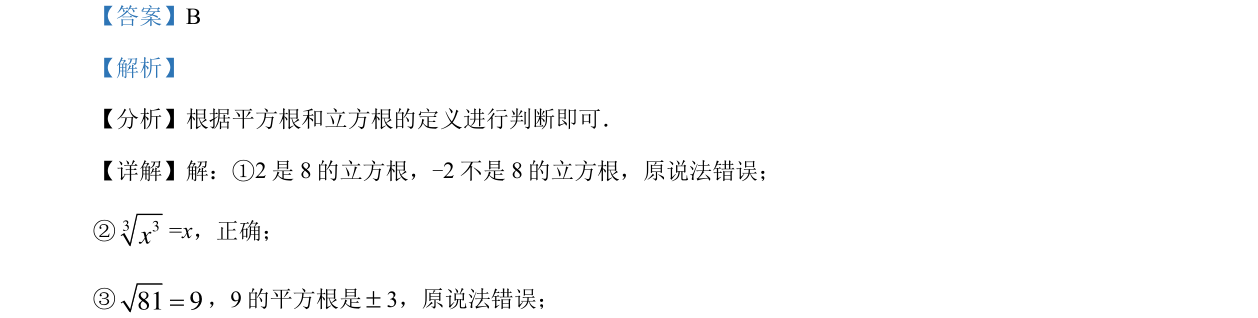 【答案】B
【解析】
【分析】根据平方根和立方根的定义进行判断即可．
【详解】解：①2 是 8 的立方根，-2 不是 8 的立方根，原说法错误；
②∛x³ =x，正确；
③√81 = 9，9 的平方根是± 3，原说法错误；